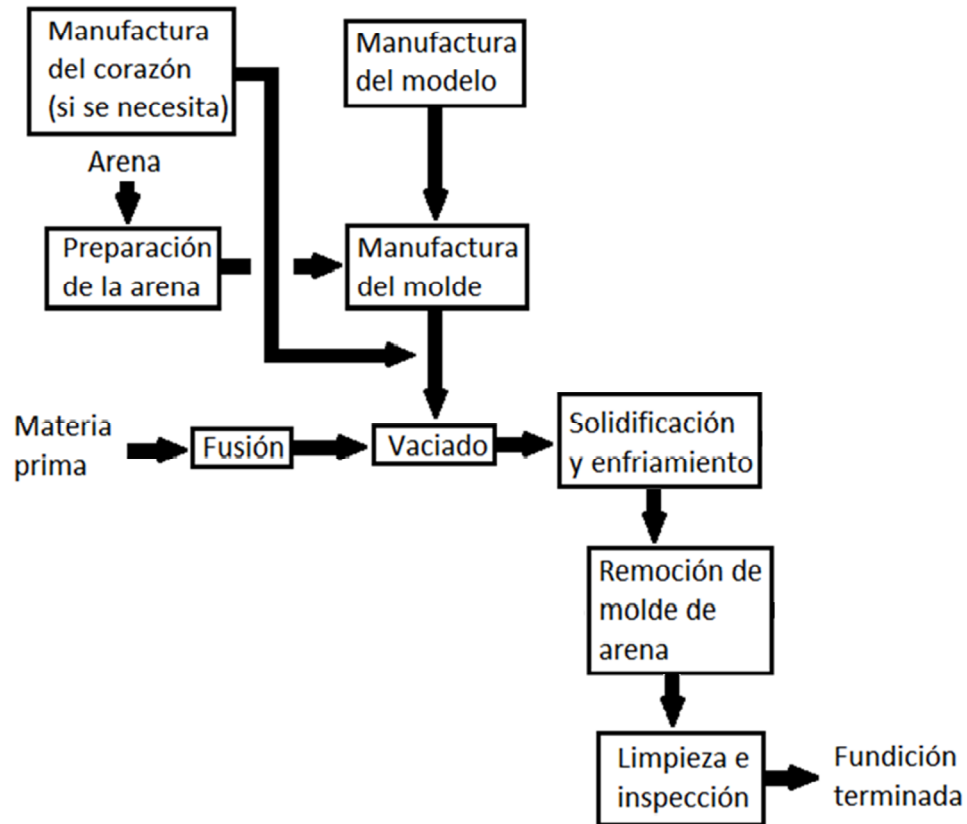 Manufactura
del corazón
(si se necesita)
Manufactura
del modelo
Arena
Preparación
de la arena
Manufactura
del molde
Materia
prima
Fusión
Vaciado
Solidificación
y enfriamiento
Remoción de
molde de
arena
Limpieza e
inspección
Fundición
terminada